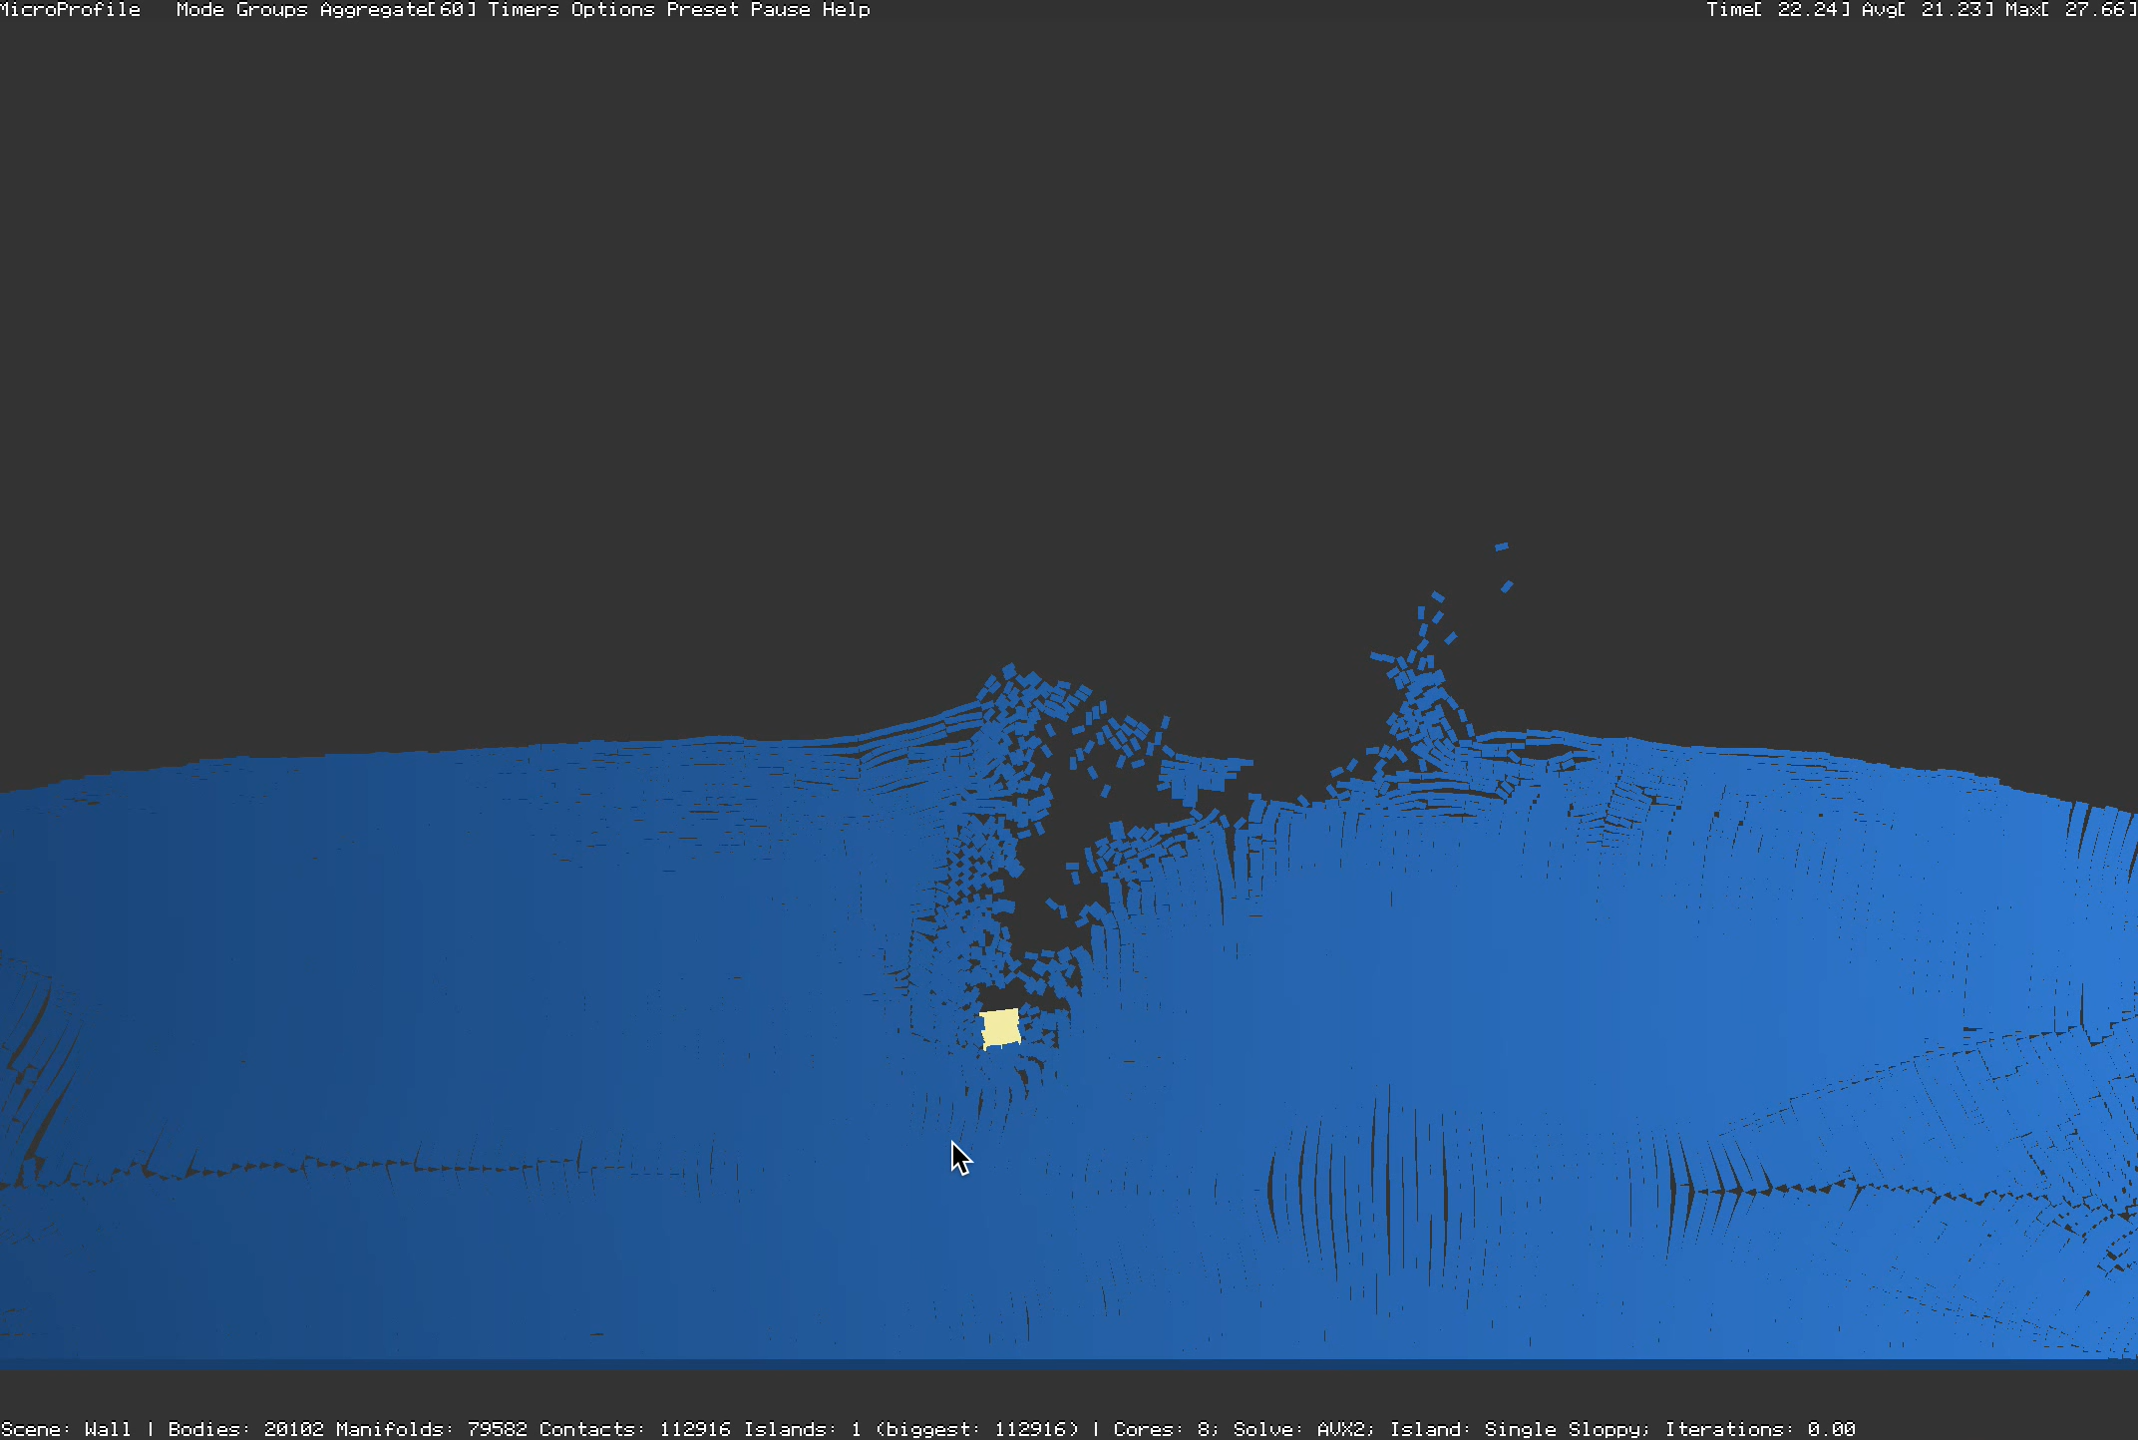 MicroProfile Mode Groups Aggregate[60] Timers Options Preset Pause Help Time[ 22.24] Avg[ 21.23] Max[ 27.66]
Scene: Wall | Bodies: 20102 Manifolds: 79582 Contacts: 112916 Islands: 1 (biggest: 112916) | Cores: 8; Solve: AVX2; Island: Single Sloppy; Iterations: 0.00